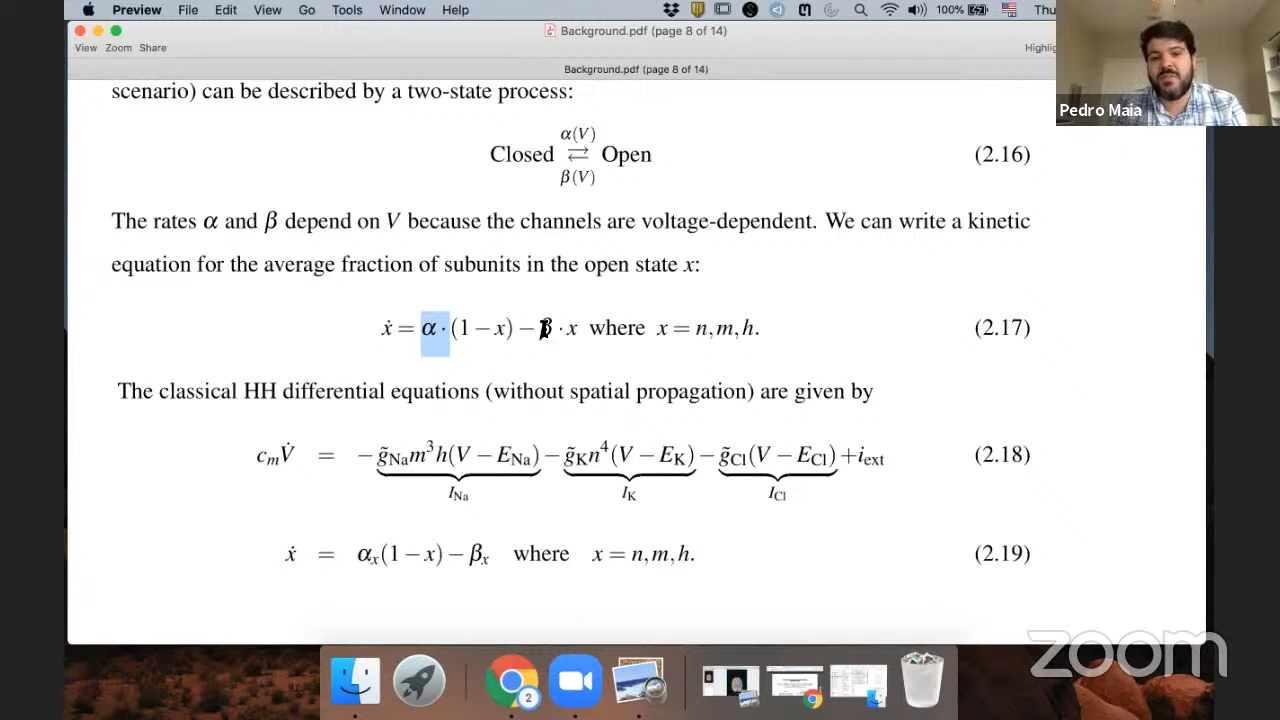 Preview File Edit View Go Tools Window Help 100% Thu
Background.pdf (page 8 of 14)
View Zoom Share Highlig
Background.pdf (page 8 of 14)
Pedro Maia
scenario) can be described by a two-state process:
α(V)
Closed ⇄ Open (2.16)
β(V)
The rates α and β depend on V because the channels are voltage-dependent. We can write a kinetic
equation for the average fraction of subunits in the open state x:
ẋ = α · (1 − x) − β · x where x = n, m, h. (2.17)
The classical HH differential equations (without spatial propagation) are given by
c_m V̇ = − g̃_Na m³h(V − E_Na) − g̃_K n⁴(V − E_K) − g̃_Cl(V − E_Cl) + i_ext (2.18)
I_Na I_K I_Cl
ẋ = α_x(1 − x) − β_x where x = n, m, h. (2.19)
zoom
2